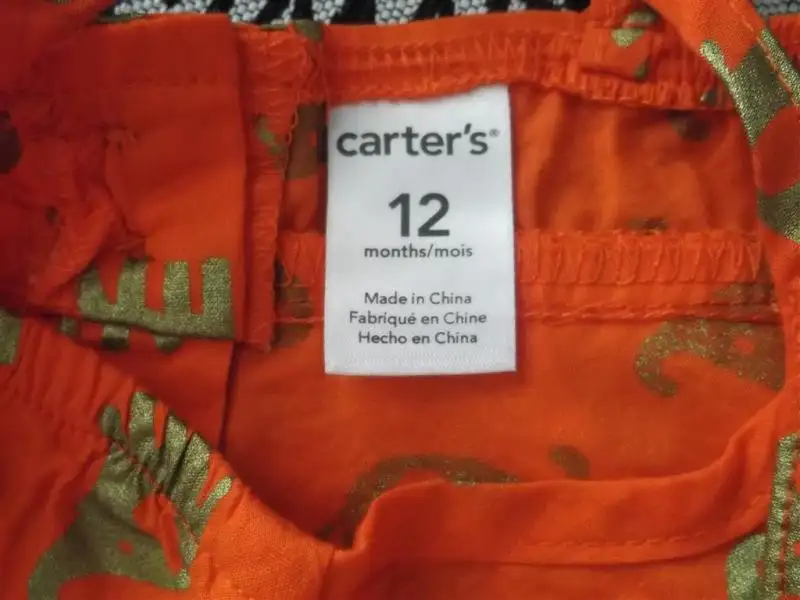 carter's®
12
months/mois
Made in China
Fabriqué en Chine
Hecho en China